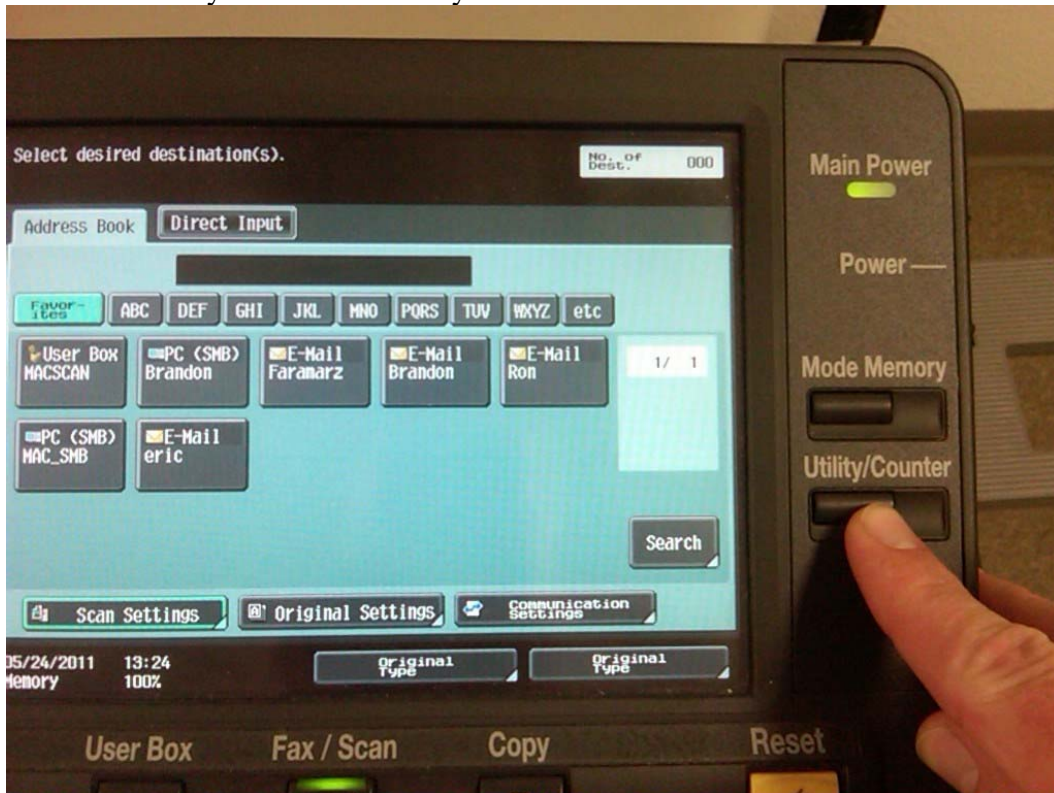 Select desired destination(s).
No. of
Dest.
000
Main Power
Address Book
Direct Input
Power
Favor-
ites
ABC
DEF
GHI
JKL
MNO
PQRS
TUV
WXYZ
etc
User Box
MACSCAN
PC (SMB)
Brandon
E-Mail
Faramarz
E-Mail
Brandon
E-Mail
Ron
1/ 1
Mode Memory
PC (SMB)
MAC_SMB
E-Mail
eric
Utility/Counter
Search
Scan Settings
Original Settings
Communication
Settings
05/24/2011 13:24
Memory 100%
Original
Type
Original
Type
User Box
Fax / Scan
Copy
Reset